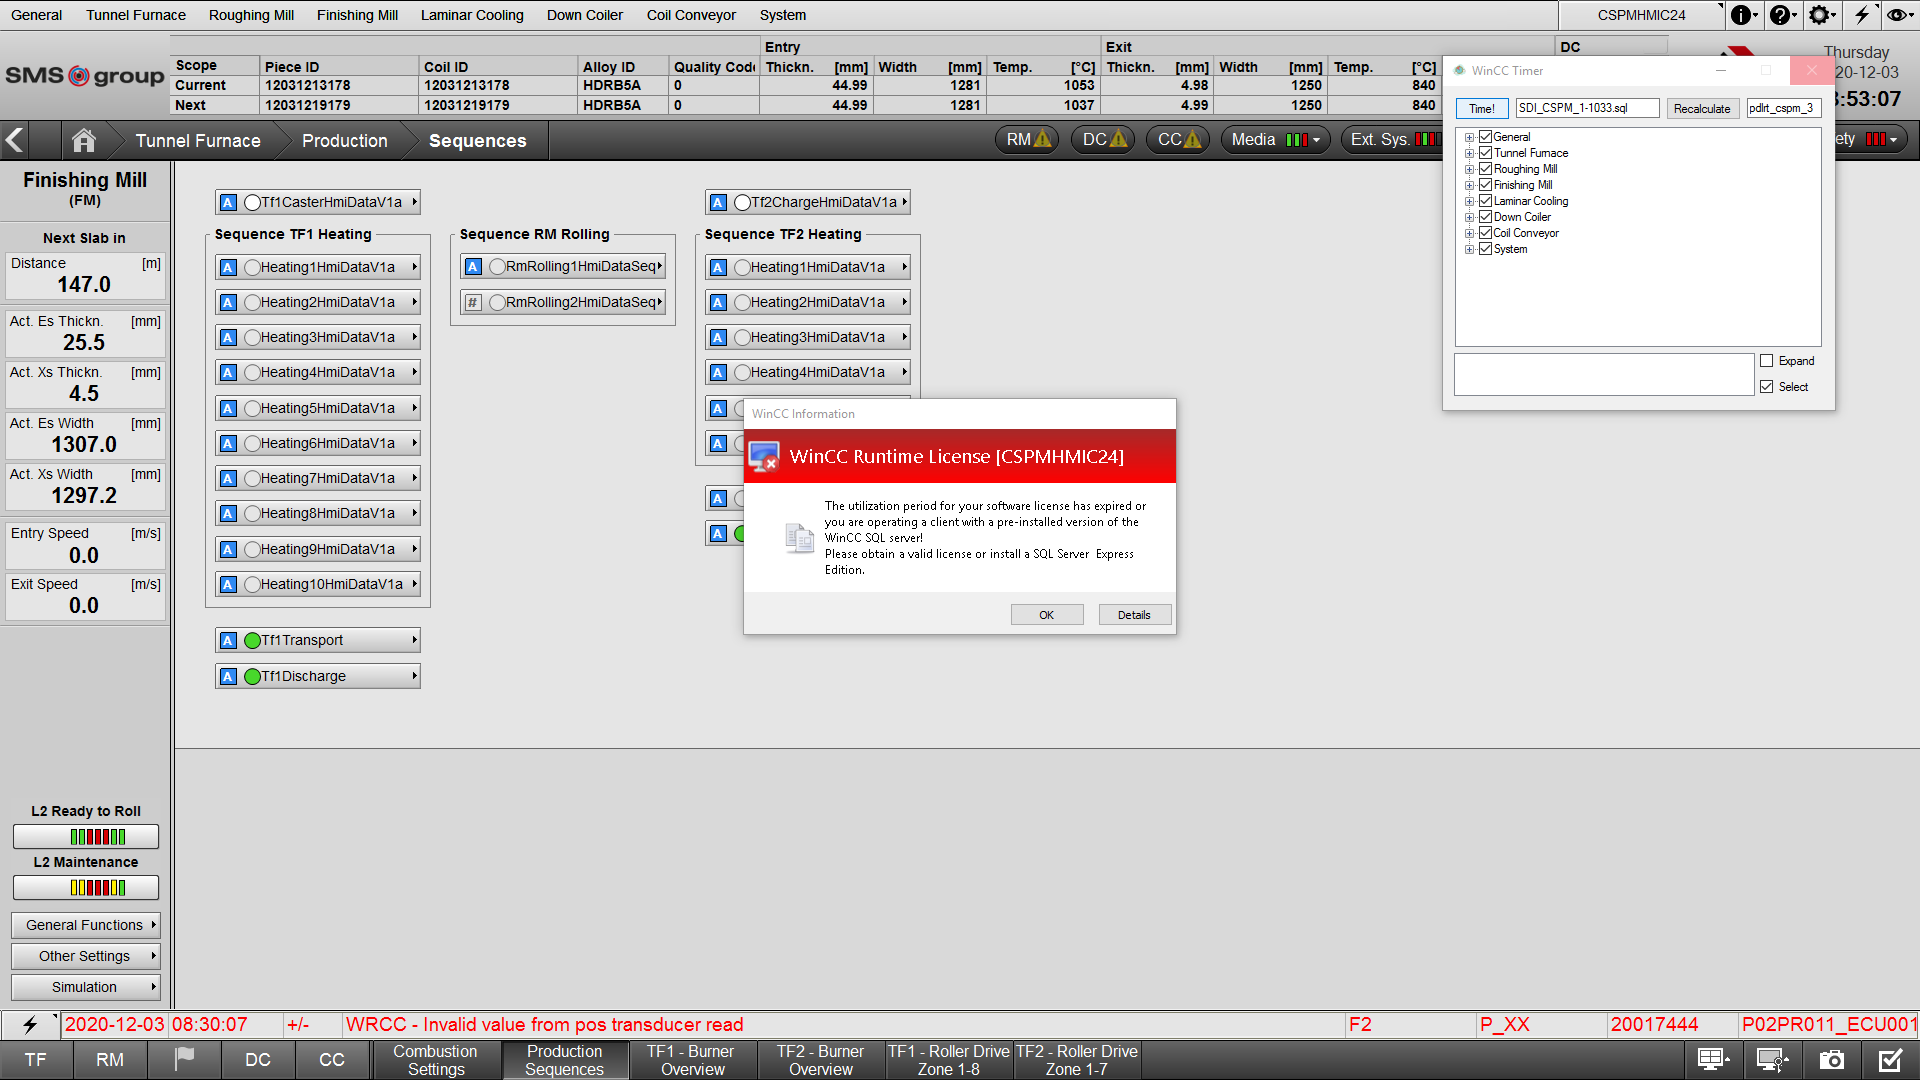 General Tunnel Furnace Roughing Mill Finishing Mill Laminar Cooling Down Coiler Coil Conveyor System CSPMHMIC24
SMS group
Entry Exit DC
Scope Piece ID Coil ID Alloy ID Quality Code Thickn. [mm] Width [mm] Temp. [°C] Thickn. [mm] Width [mm] Temp. [°C]
Current 12031213178 12031213178 HDRB5A 0 44.99 1281 1053 4.98 1250 840
Next 12031219179 12031219179 HDRB5A 0 44.99 1281 1037 4.99 1250 840
Thursday
20-12-03
:53:07
Tunnel Furnace Production Sequences RM DC CC Media Ext. Sys. ety
WinCC Timer
Time! SDI_CSPM_1-1033.sql Recalculate pdlrt_cspm_3
General
Tunnel Furnace
Roughing Mill
Finishing Mill
Laminar Cooling
Down Coiler
Coil Conveyor
System
Expand
Select
Finishing Mill
(FM)
Next Slab in
Distance [m]
147.0
Act. Es Thickn. [mm]
25.5
Act. Xs Thickn. [mm]
4.5
Act. Es Width [mm]
1307.0
Act. Xs Width [mm]
1297.2
Entry Speed [m/s]
0.0
Exit Speed [m/s]
0.0
L2 Ready to Roll
L2 Maintenance
General Functions
Other Settings
Simulation
A Tf1CasterHmiDataV1a
Sequence TF1 Heating
A Heating1HmiDataV1a
A Heating2HmiDataV1a
A Heating3HmiDataV1a
A Heating4HmiDataV1a
A Heating5HmiDataV1a
A Heating6HmiDataV1a
A Heating7HmiDataV1a
A Heating8HmiDataV1a
A Heating9HmiDataV1a
A Heating10HmiDataV1a
A Tf1Transport
A Tf1Discharge
Sequence RM Rolling
A RmRolling1HmiDataSeq
# RmRolling2HmiDataSeq
A Tf2ChargeHmiDataV1a
Sequence TF2 Heating
A Heating1HmiDataV1a
A Heating2HmiDataV1a
A Heating3HmiDataV1a
A Heating4HmiDataV1a
A
A
A
A
WinCC Information
WinCC Runtime License [CSPMHMIC24]
The utilization period for your software license has expired or
you are operating a client with a pre-installed version of the
WinCC SQL server!
Please obtain a valid license or install a SQL Server Express
Edition.
OK Details
2020-12-03 08:30:07 +/- WRCC - Invalid value from pos transducer read F2 P_XX 20017444 P02PR011_ECU001
TF RM DC CC
Combustion
Settings
Production
Sequences
TF1 - Burner
Overview
TF2 - Burner
Overview
TF1 - Roller Drive
Zone 1-8
TF2 - Roller Drive
Zone 1-7